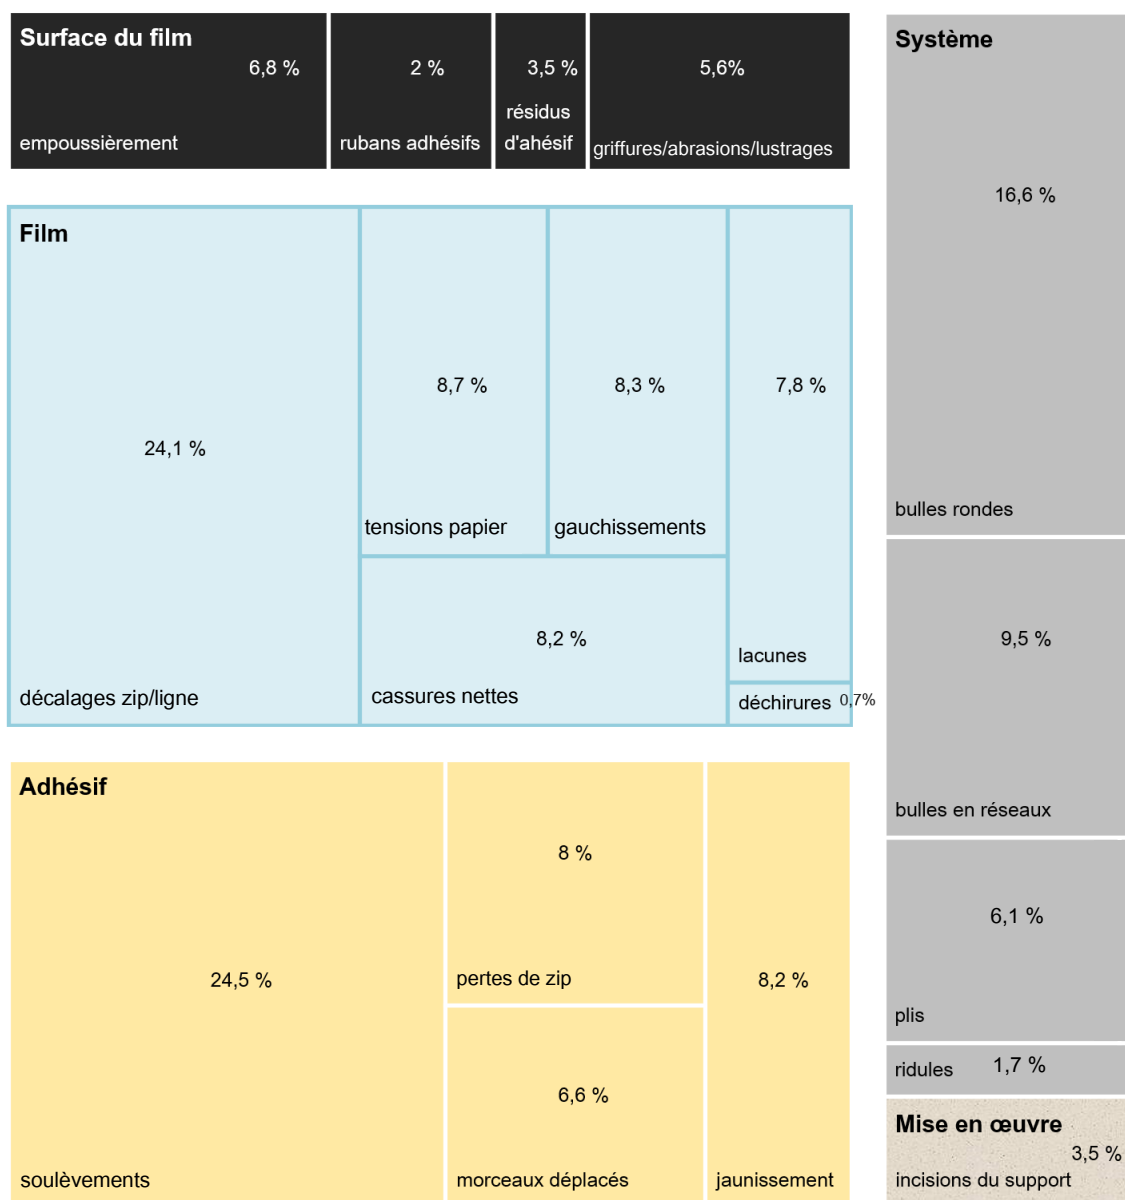 Surface du film
6,8 %
empoussièrement
2 %
rubans adhésifs
3,5 %
résidus
d'ahésif
5,6%
griffures/abrasions/lustrages
Film
24,1 %
décalages zip/ligne
8,7 %
tensions papier
8,3 %
gauchissements
8,2 %
cassures nettes
7,8 %
lacunes
déchirures 0,7%
Adhésif
24,5 %
soulèvements
8 %
pertes de zip
6,6 %
morceaux déplacés
8,2 %
jaunissement
Système
16,6 %
bulles rondes
9,5 %
bulles en réseaux
6,1 %
plis
ridules 1,7 %
Mise en œuvre
3,5 %
incisions du support